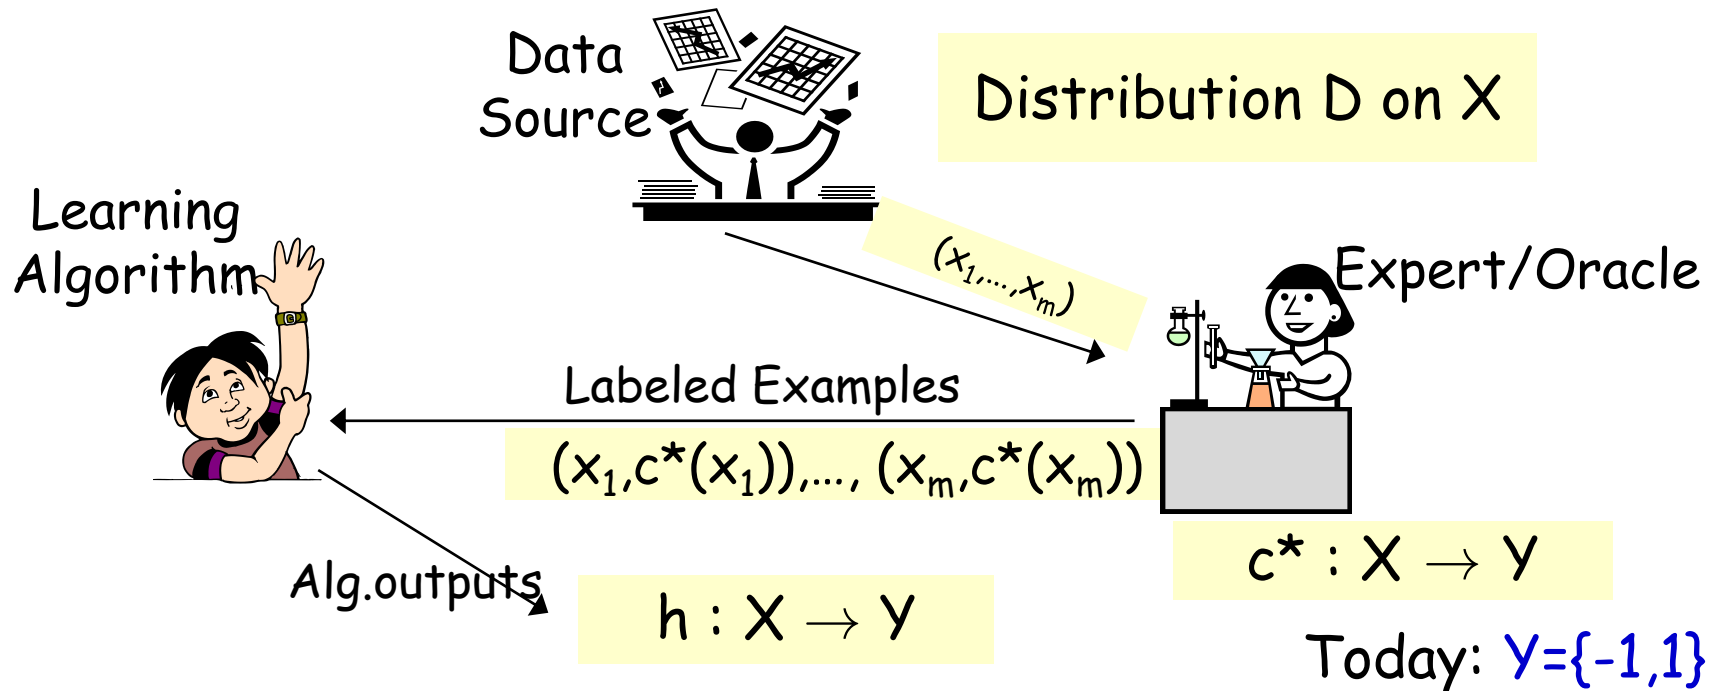 Data
Source
Distribution D on X
Learning
Algorithm
(x₁,...,xₘ)
Expert/Oracle
Labeled Examples
(x₁,c*(x₁)),..., (xₘ,c*(xₘ))
c* : X → Y
Alg.outputs
h : X → Y
Today: Y={-1,1}